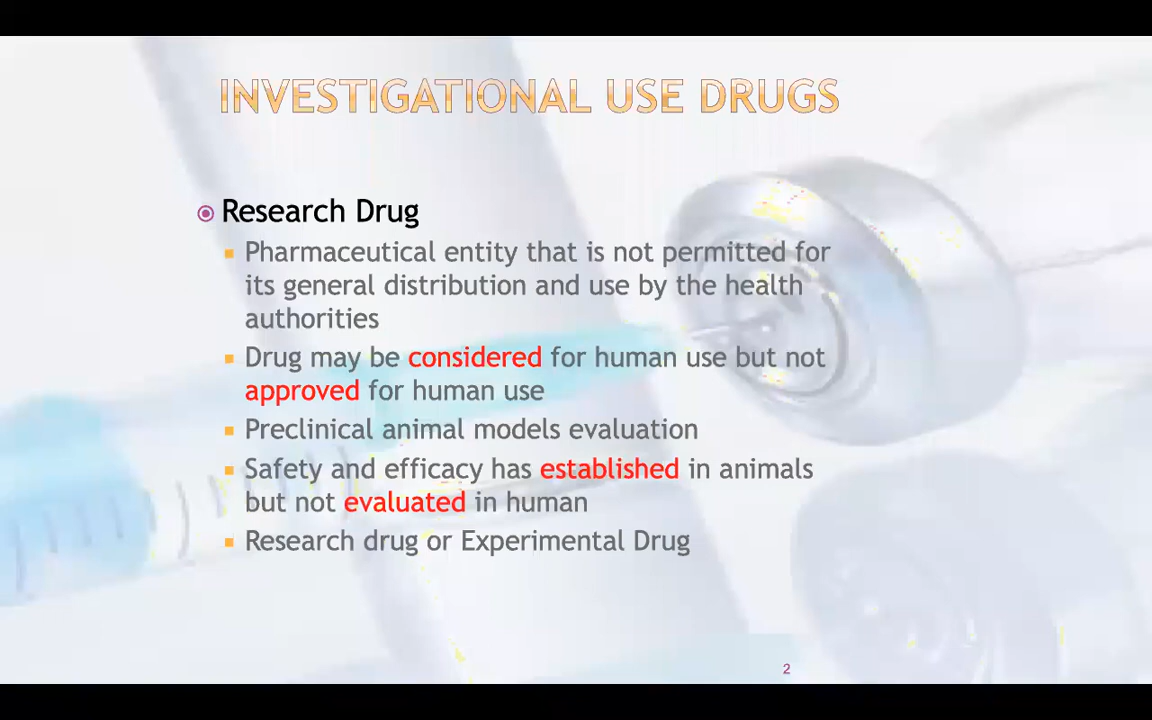 INVESTIGATIONAL USE DRUGS
Research Drug
Pharmaceutical entity that is not permitted for
its general distribution and use by the health
authorities
Drug may be considered for human use but not
approved for human use
Preclinical animal models evaluation
Safety and efficacy has established in animals
but not evaluated in human
Research drug or Experimental Drug
2